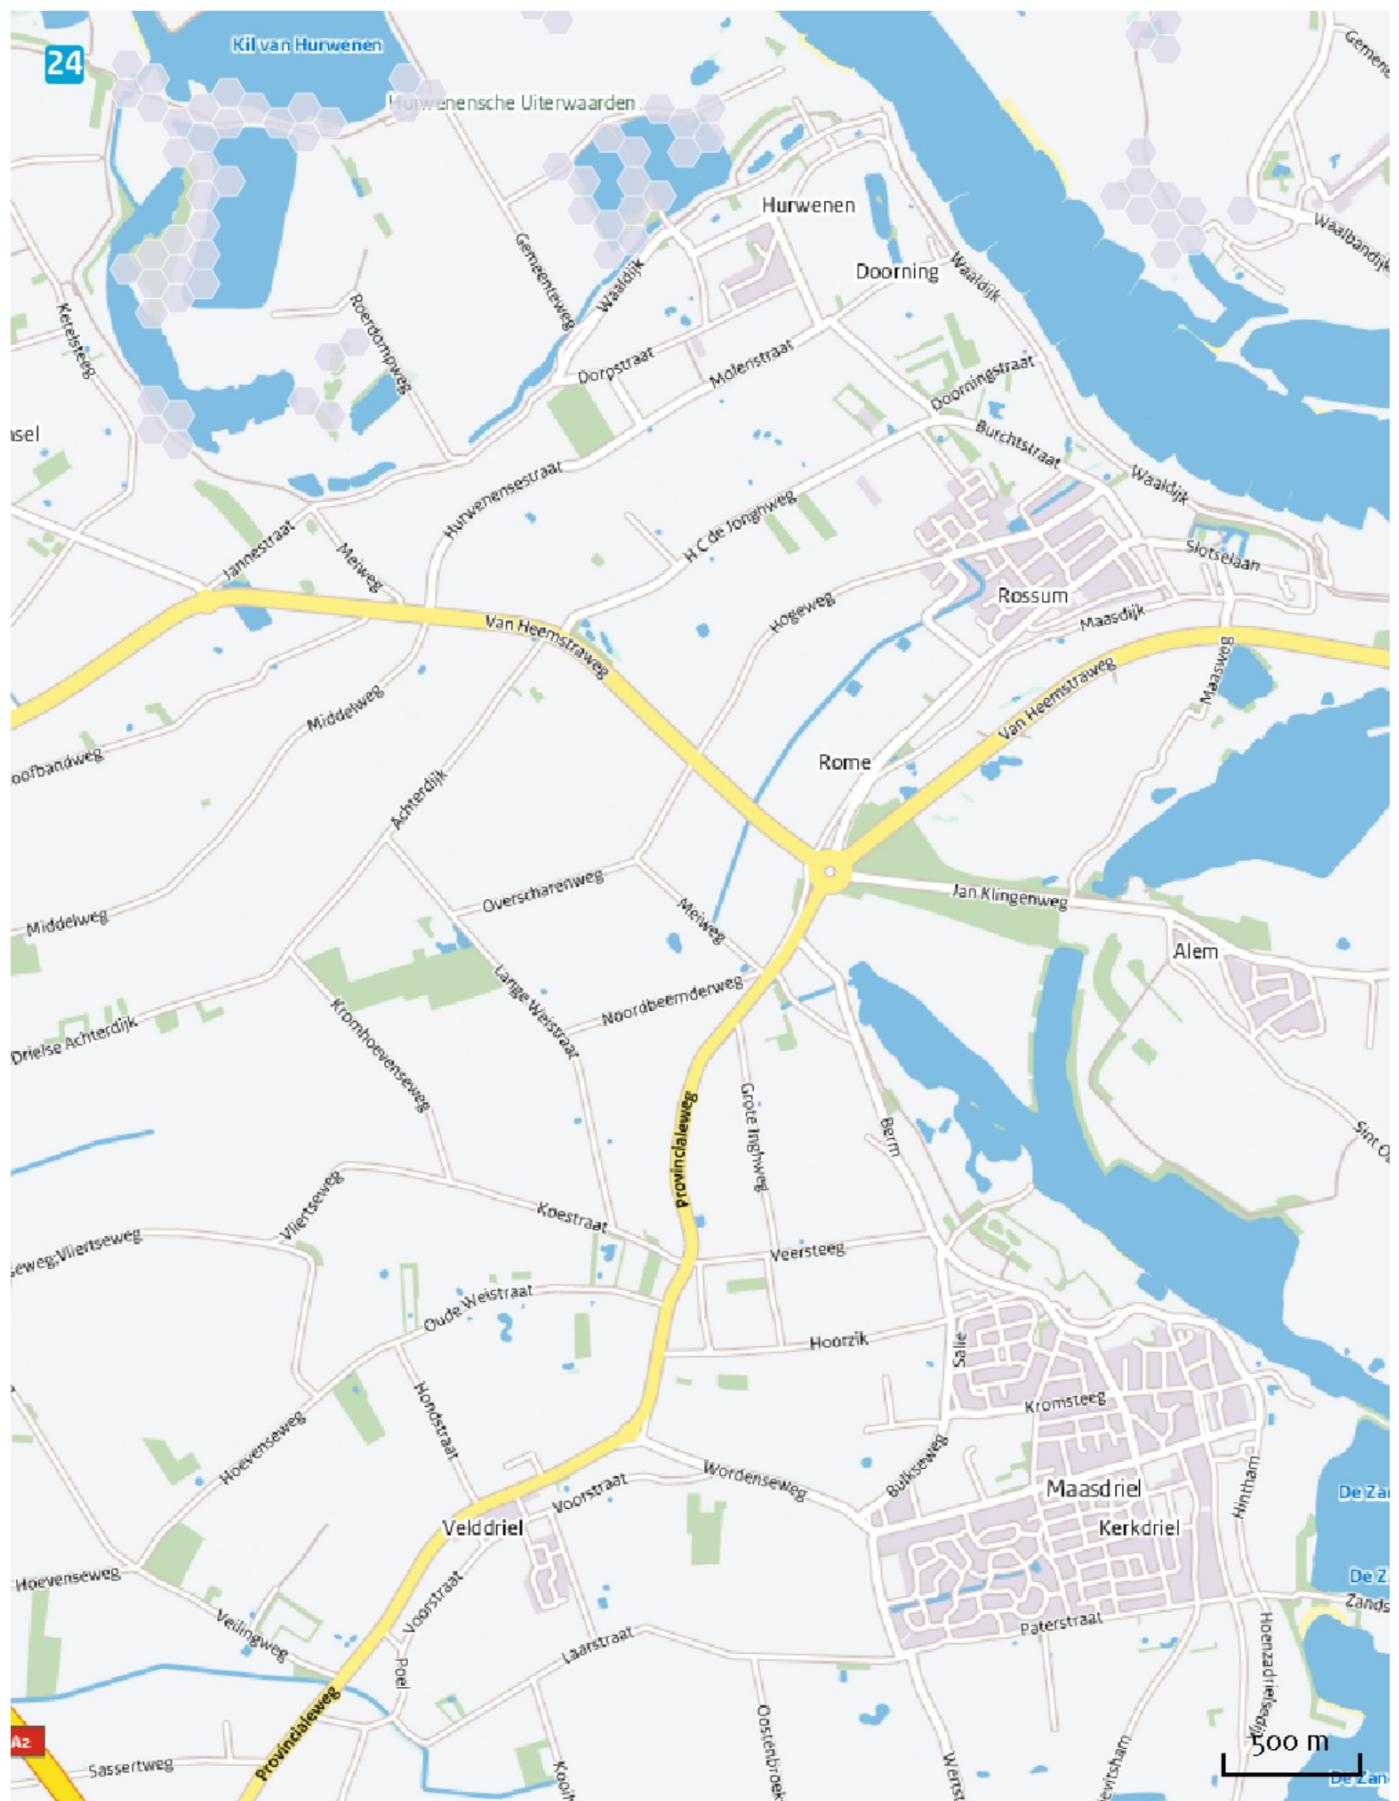 24
Kil van Hurwenen
Hurwenensche Uiterwaarden
Hurwenen
Waalbandijk
Gemeenteweg
Waaldijk
Doorning
Waaldijk
Ketelsteeg
Roerdompweg
Dorpstraat
Molenstraat
Doorningstraat
Burchtstraat
Waaldijk
Hurwenensestraat
H C de Jonghweg
Jannestraat
Meiweg
Slotselaan
Rossum
Hogeweg
Maasdijk
Van Heemstraweg
Maasweg
Van Heemstraweg
Middelweg
Rome
Achterdijk
Overscharenweg
Jan Klingenweg
Middelweg
Meiweg
Alem
Lange Weistraat
Noordbeemderweg
Kromhoevenseweg
Drielse Achterdijk
Provincialeweg
Grote Inghweg
Berm
Vliertseweg
Koestraat
Veersteeg
Oude Weistraat
Hoorzik
Salie
Hondstraat
Kromsteeg
Hoevenseweg
Bulkseweg
Wordenseweg
Voorstraat
Hintham
Maasdriel
Velddriel
Kerkdriel
Hoevenseweg
Voorstraat
Veilingweg
Paterstraat
Laarstraat
Poel
Hoenzadrielsedijk
Provincialeweg
A2
Sassertweg
500 m